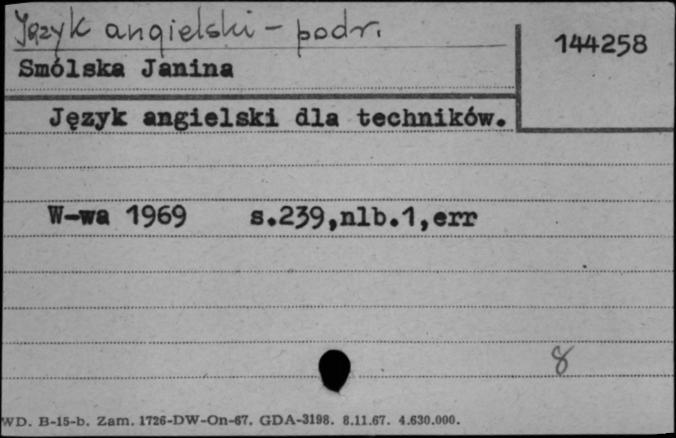 Język angielski - podr.
144258
Smólska Janina
Język angielski dla techników.
W-wa 1969 s.239,nlb.1,err
8
WD. B-15-b. Zam. 1726-DW-On-67. GDA-3198. 8.11.67. 4.630.000.